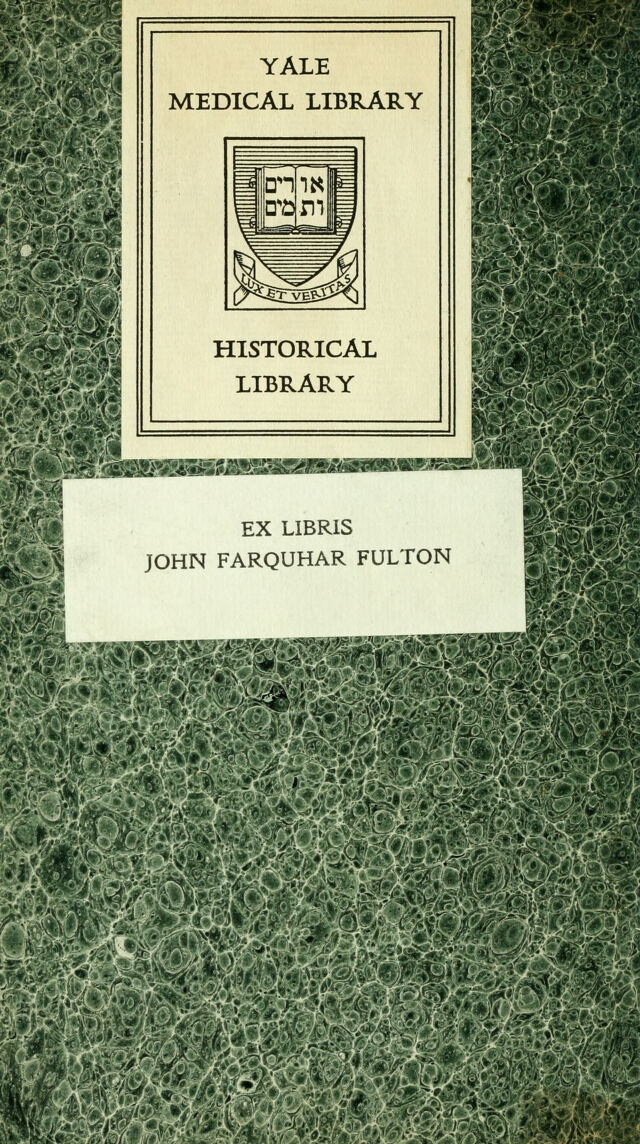 YALE
MEDICAL LIBRARY
אורים
ותמים
LUX ET VERITAS
HISTORICAL
LIBRARY
EX LIBRIS
JOHN FARQUHAR FULTON